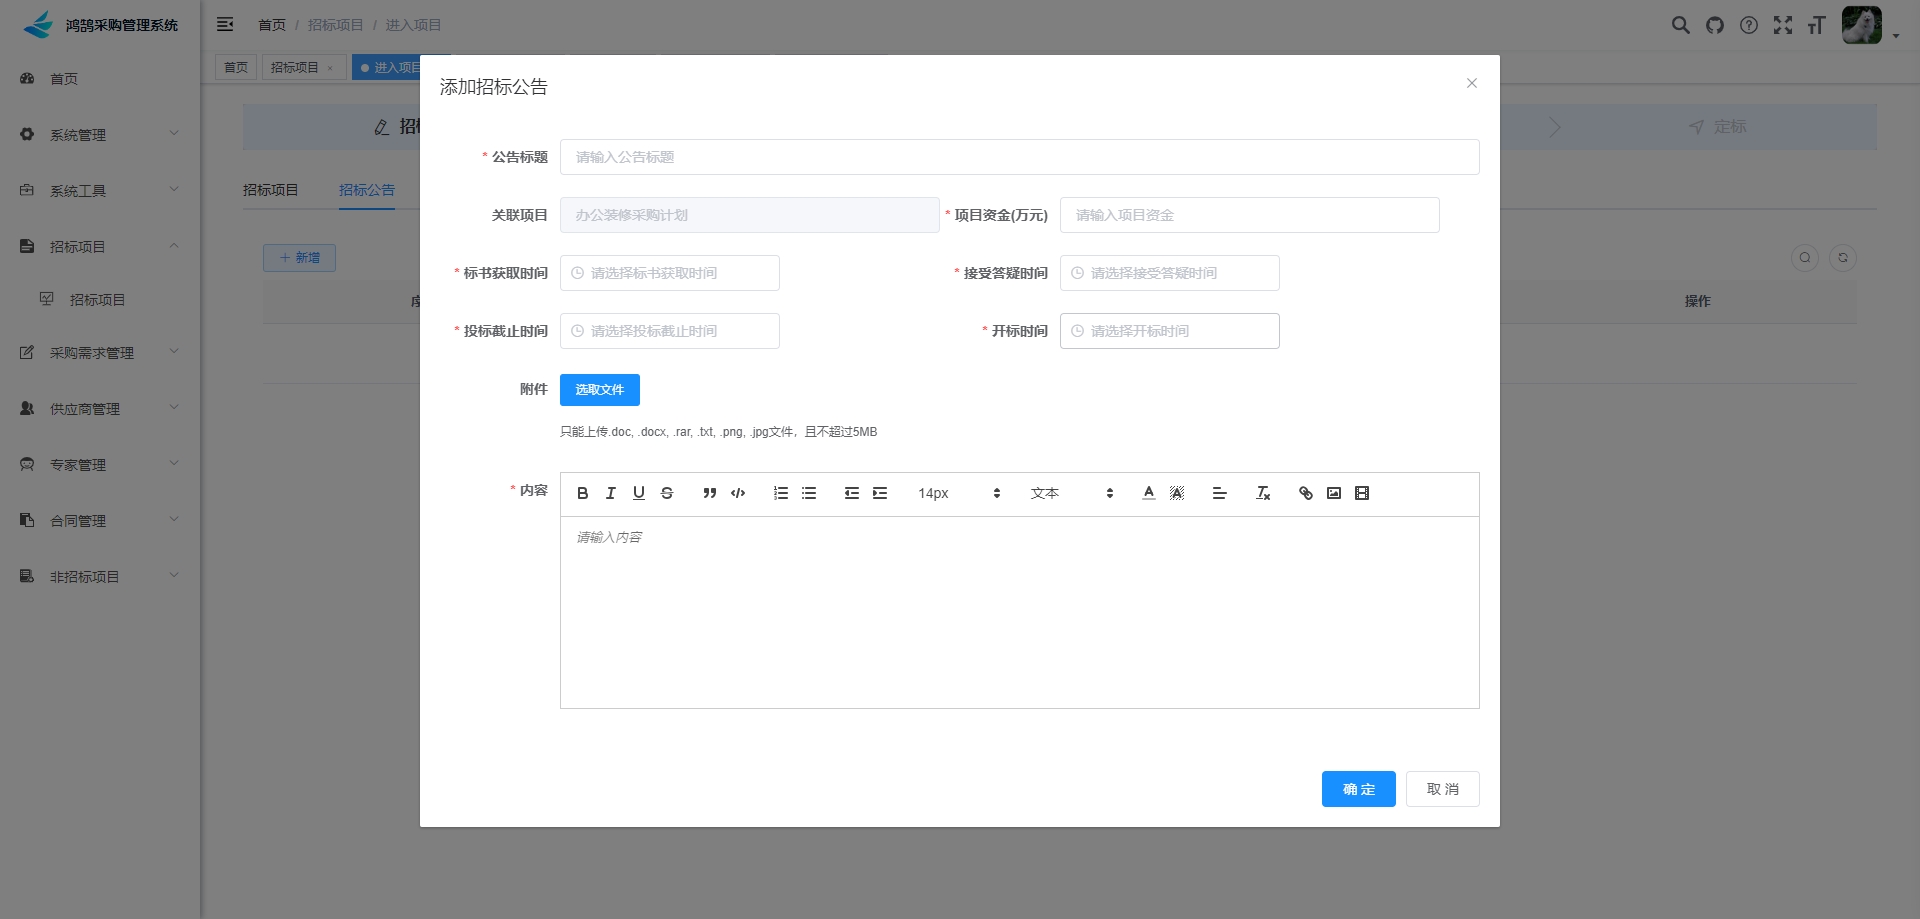 鸿鹄采购管理系统
首页 / 招标项目 / 进入项目
首页
招标项目 ×
进入项目
首页
系统管理
系统工具
招标项目
招标项目
采购需求管理
供应商管理
专家管理
合同管理
非招标项目
定标
招标项目
招标公告
+ 新增
操作
添加招标公告
* 公告标题
请输入公告标题
关联项目
办公装修采购计划
* 项目资金(万元)
请输入项目资金
* 标书获取时间
请选择标书获取时间
* 接受答疑时间
请选择接受答疑时间
* 投标截止时间
请选择投标截止时间
* 开标时间
请选择开标时间
附件
选取文件
只能上传.doc, .docx, .rar, .txt, .png, .jpg文件，且不超过5MB
* 内容
14px
文本
请输入内容
确 定
取 消